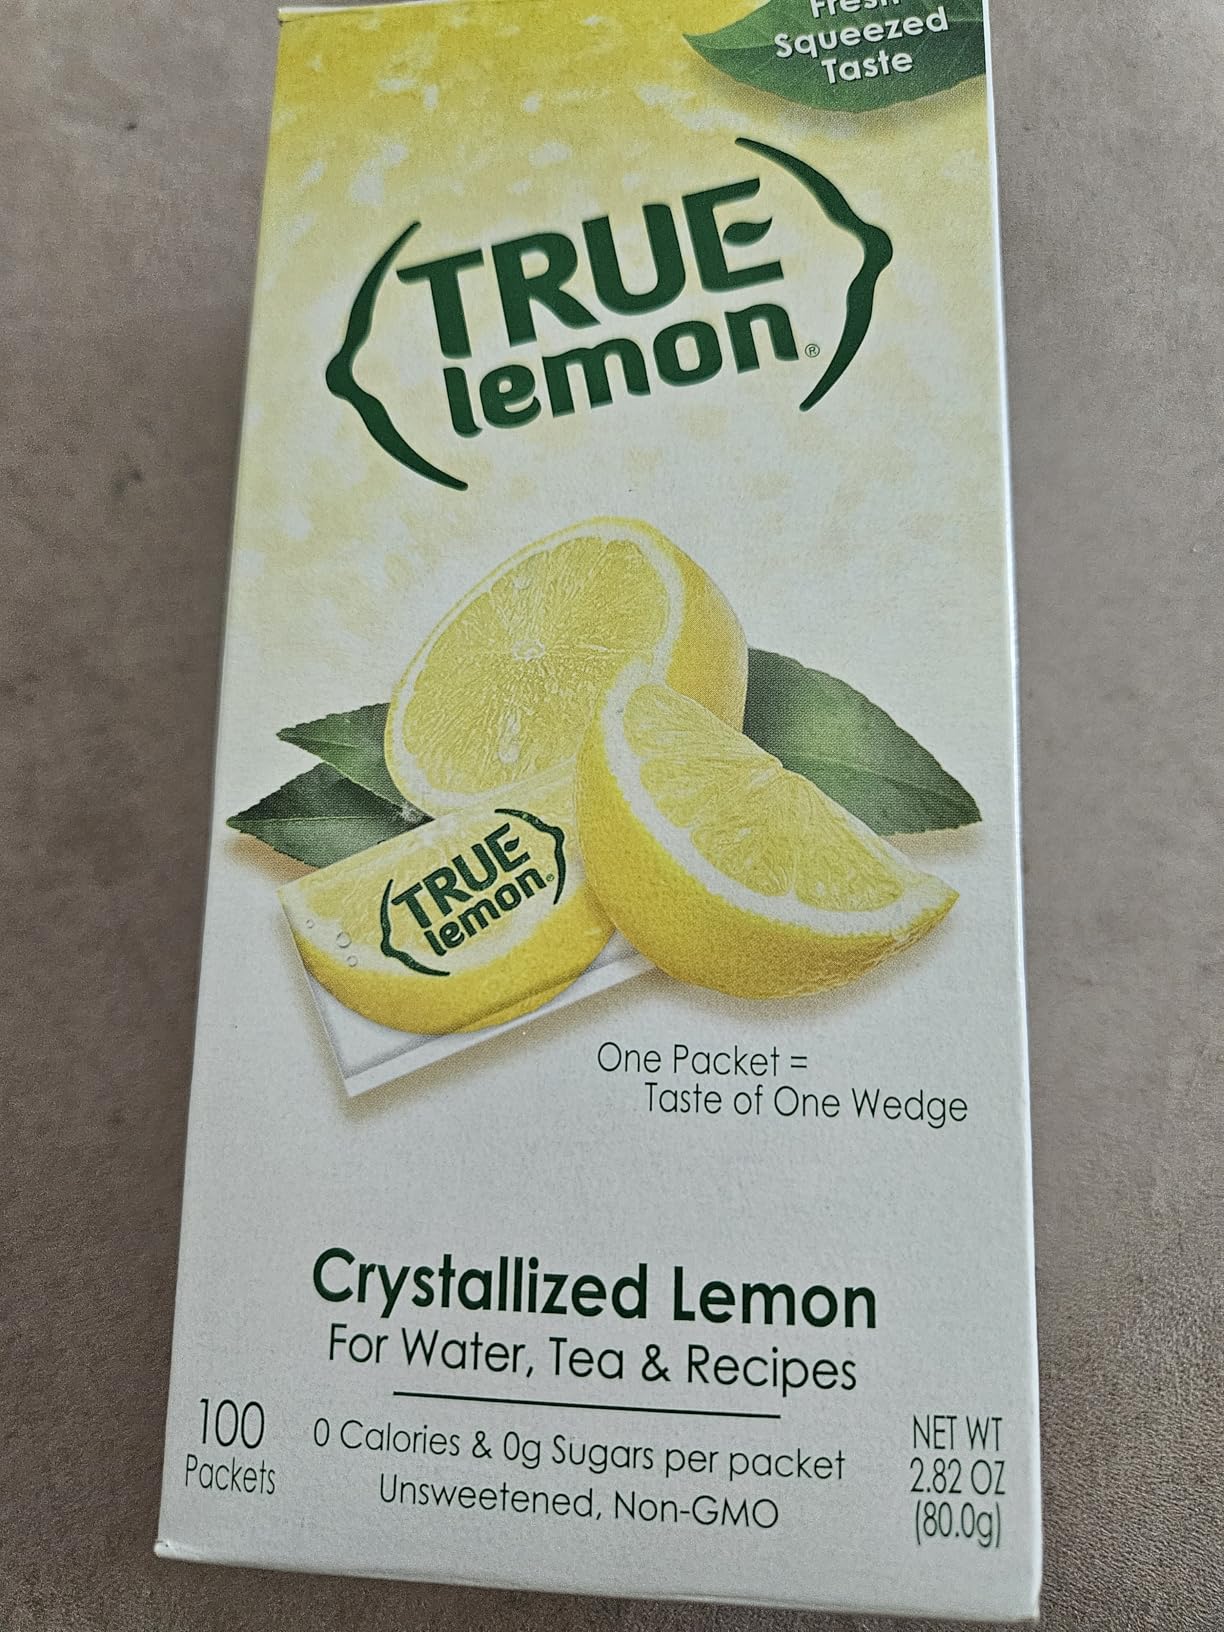 Fresh
Squeezed
Taste
TRUE
lemon®
TRUE
lemon®
One Packet =
Taste of One Wedge
Crystallized Lemon
For Water, Tea & Recipes
100
Packets
0 Calories & 0g Sugars per packet
Unsweetened, Non-GMO
NET WT
2.82 OZ
(80.0g)